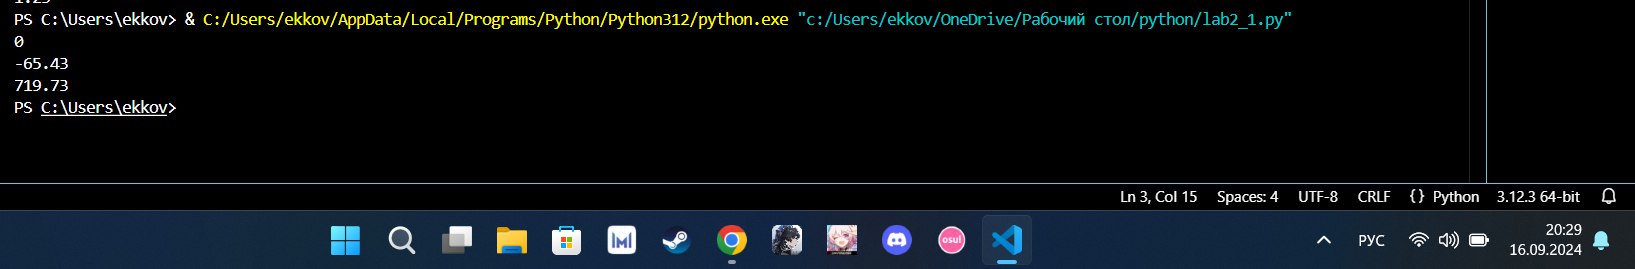 1.25
PS C:\Users\ekkov> & C:/Users/ekkov/AppData/Local/Programs/Python/Python312/python.exe "c:/Users/ekkov/OneDrive/Рабочий стол/python/lab2_1.py"
0
-65.43
719.73
PS C:\Users\ekkov>
Ln 3, Col 15 Spaces: 4 UTF-8 CRLF {} Python 3.12.3 64-bit
osu!
РУС
20:29
16.09.2024